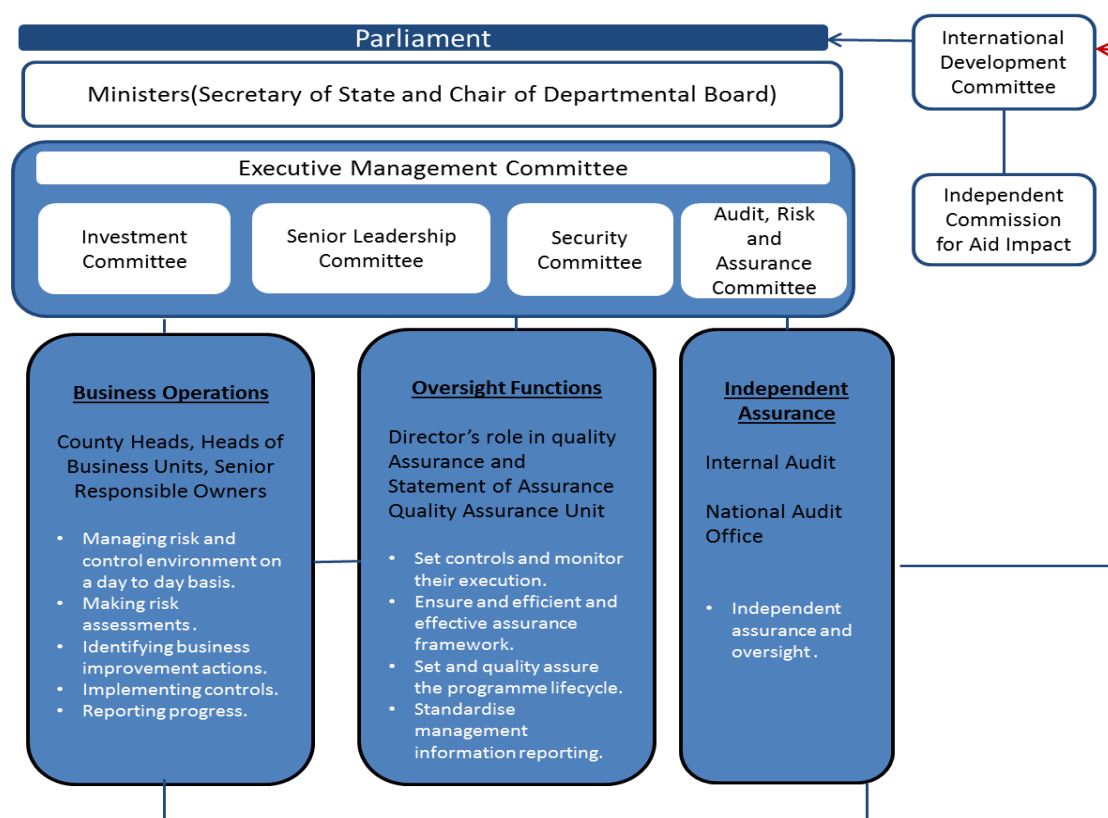 Parliament
International
Development
Committee
Ministers(Secretary of State and Chair of Departmental Board)
Executive Management Committee
Investment
Committee
Senior Leadership
Committee
Security
Committee
Audit, Risk
and
Assurance
Committee
Independent
Commission
for Aid Impact
Business Operations
County Heads, Heads of
Business Units, Senior
Responsible Owners
• Managing risk and
control environment on
a day to day basis.
• Making risk
assessments .
• Identifying business
improvement actions.
• Implementing controls.
• Reporting progress.
Oversight Functions
Director’s role in quality
Assurance and
Statement of Assurance
Quality Assurance Unit
• Set controls and monitor
their execution.
• Ensure and efficient and
effective assurance
framework.
• Set and quality assure
the programme lifecycle.
• Standardise
management
information reporting.
Independent
Assurance
Internal Audit
National Audit
Office
• Independent
assurance and
oversight .